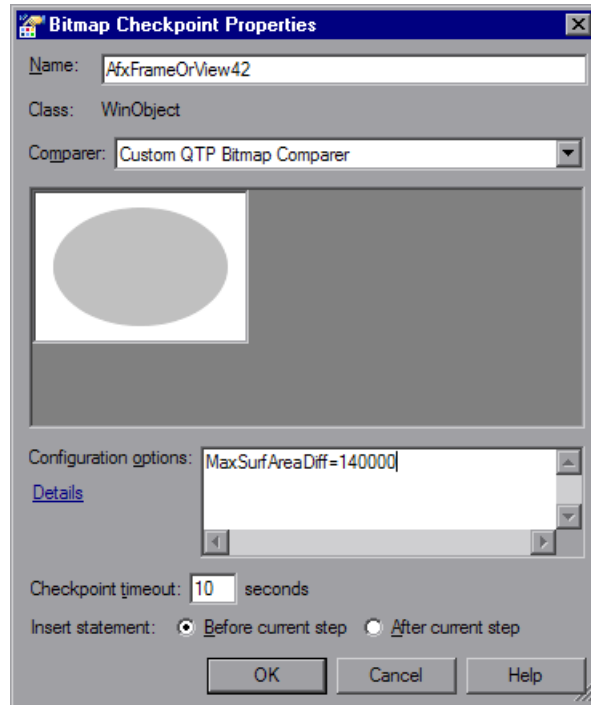 Bitmap Checkpoint Properties
Name: AfxFrameOrView42
Class: WinObject
Comparer: Custom QTP Bitmap Comparer
Configuration options: MaxSurfAreaDiff=140000
Details
Checkpoint timeout: 10 seconds
Insert statement: Before current step After current step
OK Cancel Help